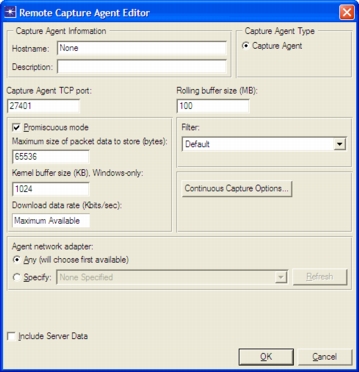 Remote Capture Agent Editor
Capture Agent Information
Capture Agent Type
Hostname: None
Capture Agent
Description:
Capture Agent TCP port:
Rolling buffer size (MB):
27401
100
Promiscuous mode
Filter:
Maximum size of packet data to store (bytes):
Default
65536
Kernel buffer size (KB), Windows-only:
1024
Continuous Capture Options...
Download data rate (Kbits/sec):
Maximum Available
Agent network adapter:
Any (will choose first available)
Specify: None Specified
Refresh
Include Server Data
OK
Cancel